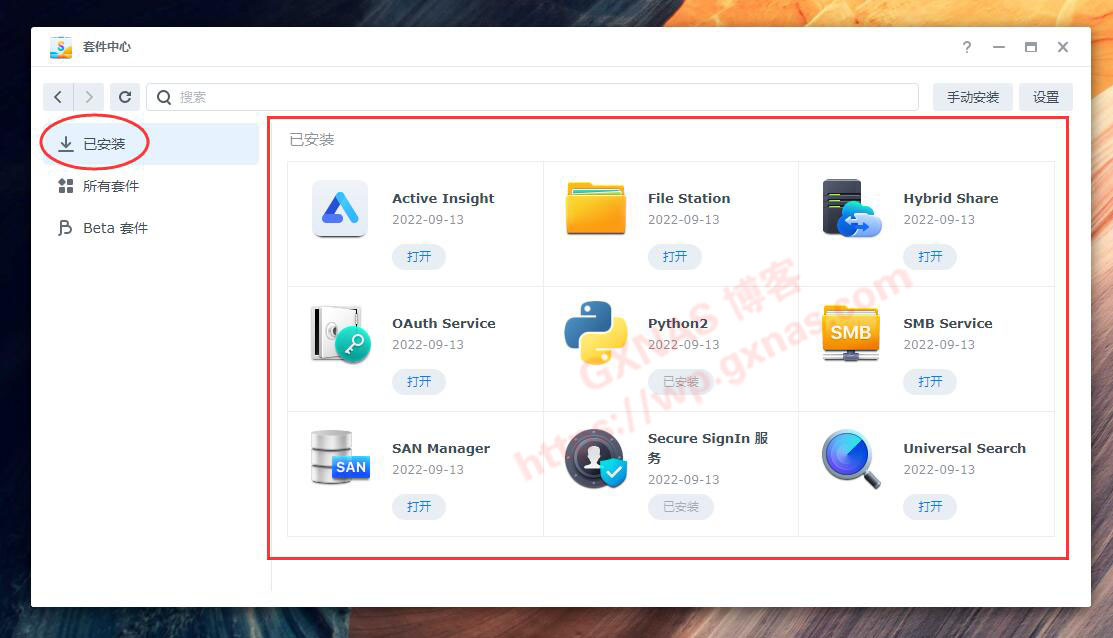 套件中心
搜索
手动安装
设置
已安装
所有套件
Beta 套件
已安装
Active Insight
2022-09-13
打开
File Station
2022-09-13
打开
Hybrid Share
2022-09-13
打开
OAuth Service
2022-09-13
打开
Python2
2022-09-13
已安装
SMB
SMB Service
2022-09-13
打开
SAN
SAN Manager
2022-09-13
打开
Secure SignIn 服
务
2022-09-13
已安装
Universal Search
2022-09-13
打开
GXNAS 博客
https://wp.gxnas.com